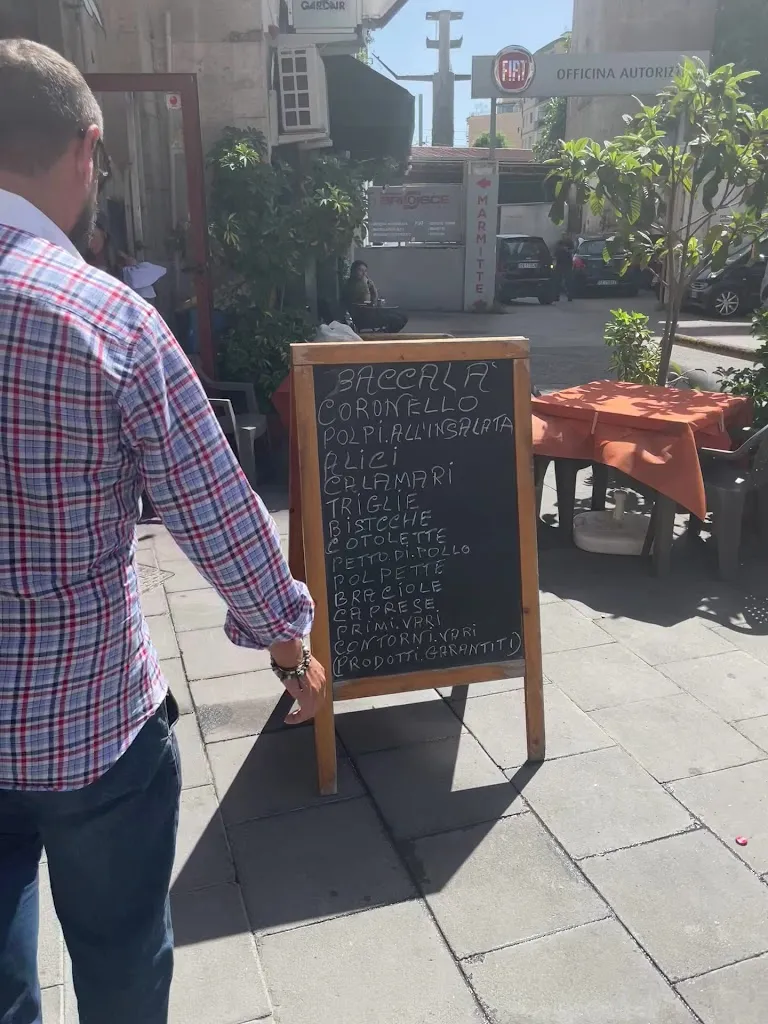 GARDAIR
FIAT
OFFICINA AUTORIZ
MARMITTE
BACCALA'
CORONELLO
POLPI.ALL'INSALATA
ALICI
CALAMARI
TRIGLIE
BISTECCHE
COTOLETTE
PETTO.DI.POLLO
POLPETTE
BRACIOLE
CAPRESE
PRIMI.VARI
CONTORNI.VARI
(PRODOTTI.GARANTITI)